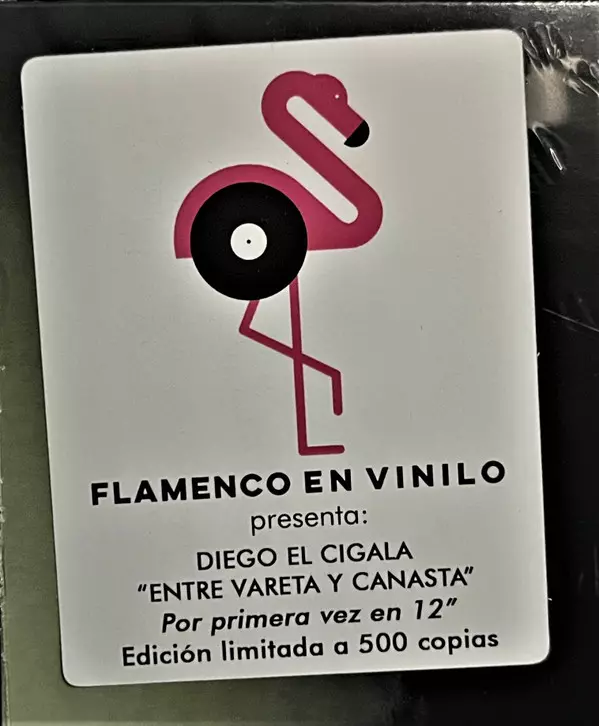 FLAMENCO EN VINILO
presenta:
DIEGO EL CIGALA
"ENTRE VARETA Y CANASTA"
Por primera vez en 12"
Edición limitada a 500 copias